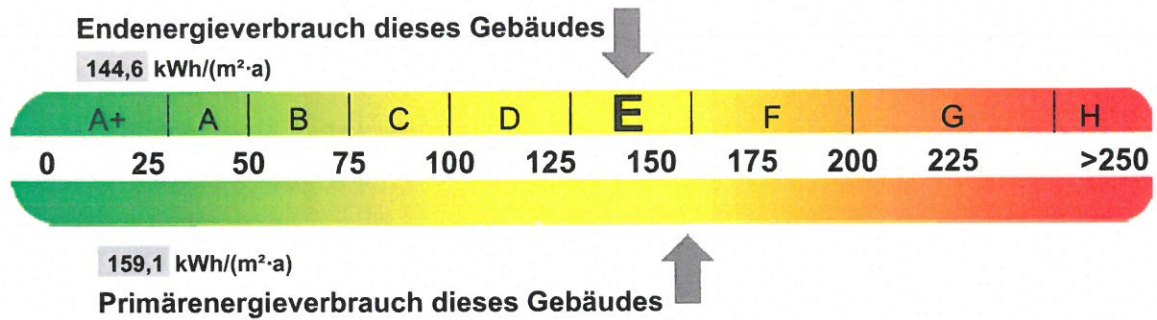 Endenergieverbrauch dieses Gebäudes
144,6 kWh/(m²·a)
A+ A B C D E F G H
0 25 50 75 100 125 150 175 200 225 >250
159,1 kWh/(m²·a)
Primärenergieverbrauch dieses Gebäudes